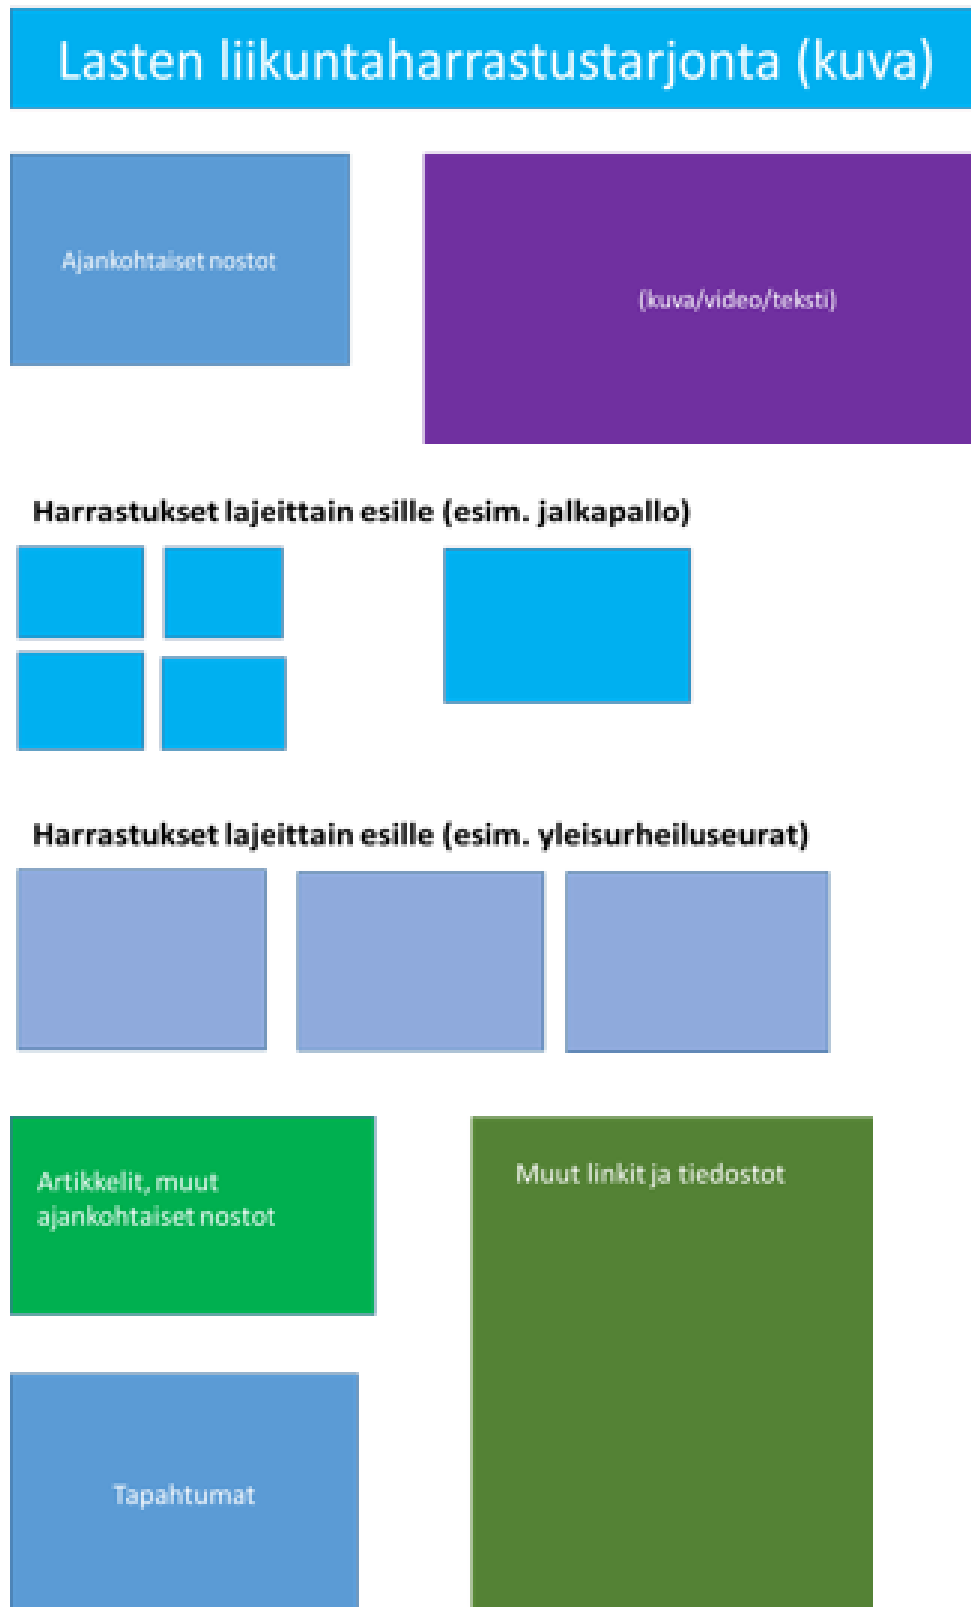 Lasten liikuntaharrastustarjonta (kuva)
Ajankohtaiset nostot
(kuva/video/teksti)
Harrastukset lajeittain esille (esim. jalkapallo)
Harrastukset lajeittain esille (esim. yleisurheiluseurat)
Artikkelit, muut
ajankohtaiset nostot
Muut linkit ja tiedostot
Tapahtumat